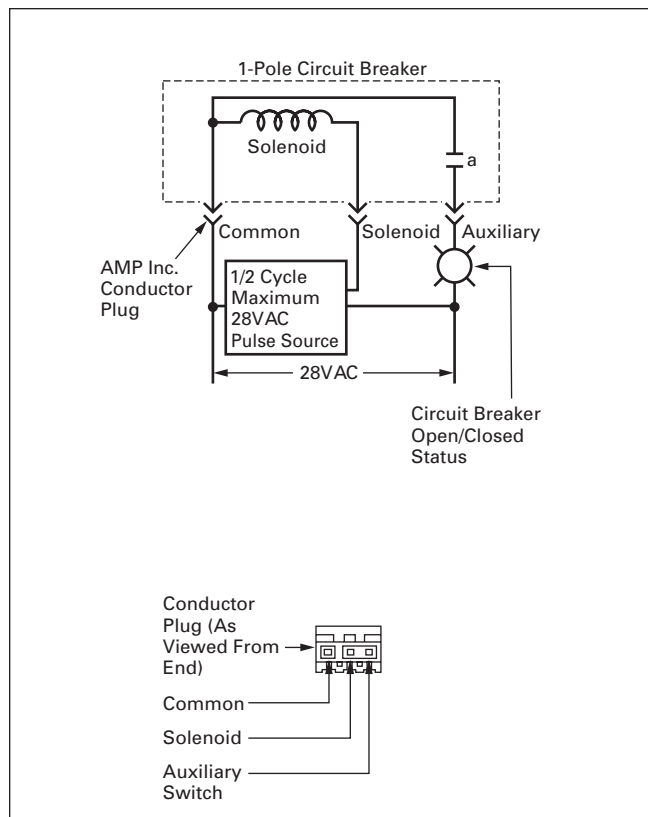 1-Pole Circuit Breaker
Solenoid
a
Common
Solenoid
Auxiliary
AMP Inc.
Conductor
Plug
1/2 Cycle
Maximum
28VAC
Pulse Source
28VAC
Circuit Breaker
Open/Closed
Status
Conductor
Plug (As
Viewed From
End)
Common
Solenoid
Auxiliary
Switch